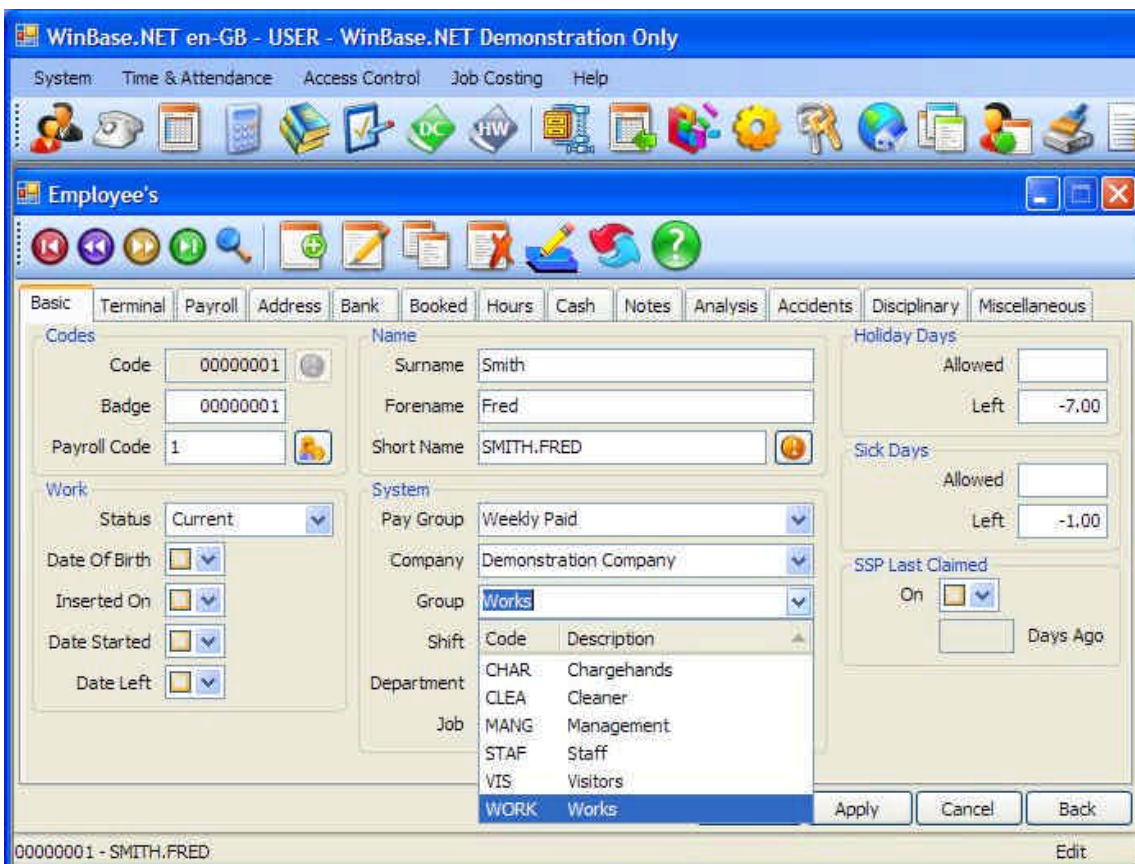 WinBase.NET en-GB - USER - WinBase.NET Demonstration Only
System Time & Attendance Access Control Job Costing Help
DC HW
Employee's
Basic Terminal Payroll Address Bank Booked Hours Cash Notes Analysis Accidents Disciplinary Miscellaneous
Codes
Code 00000001
Badge 00000001
Payroll Code 1
Name
Surname Smith
Forename Fred
Short Name SMITH.FRED
Holiday Days
Allowed
Left -7.00
Sick Days
Allowed
Left -1.00
Work
Status Current
Date Of Birth
Inserted On
Date Started
Date Left
System
Pay Group Weekly Paid
Company Demonstration Company
Group Works
Shift
Department
Job
Code Description
CHAR Chargehands
CLEA Cleaner
MANG Management
STAF Staff
VIS Visitors
WORK Works
SSP Last Claimed
On
Days Ago
Apply Cancel Back
00000001 - SMITH.FRED Edit